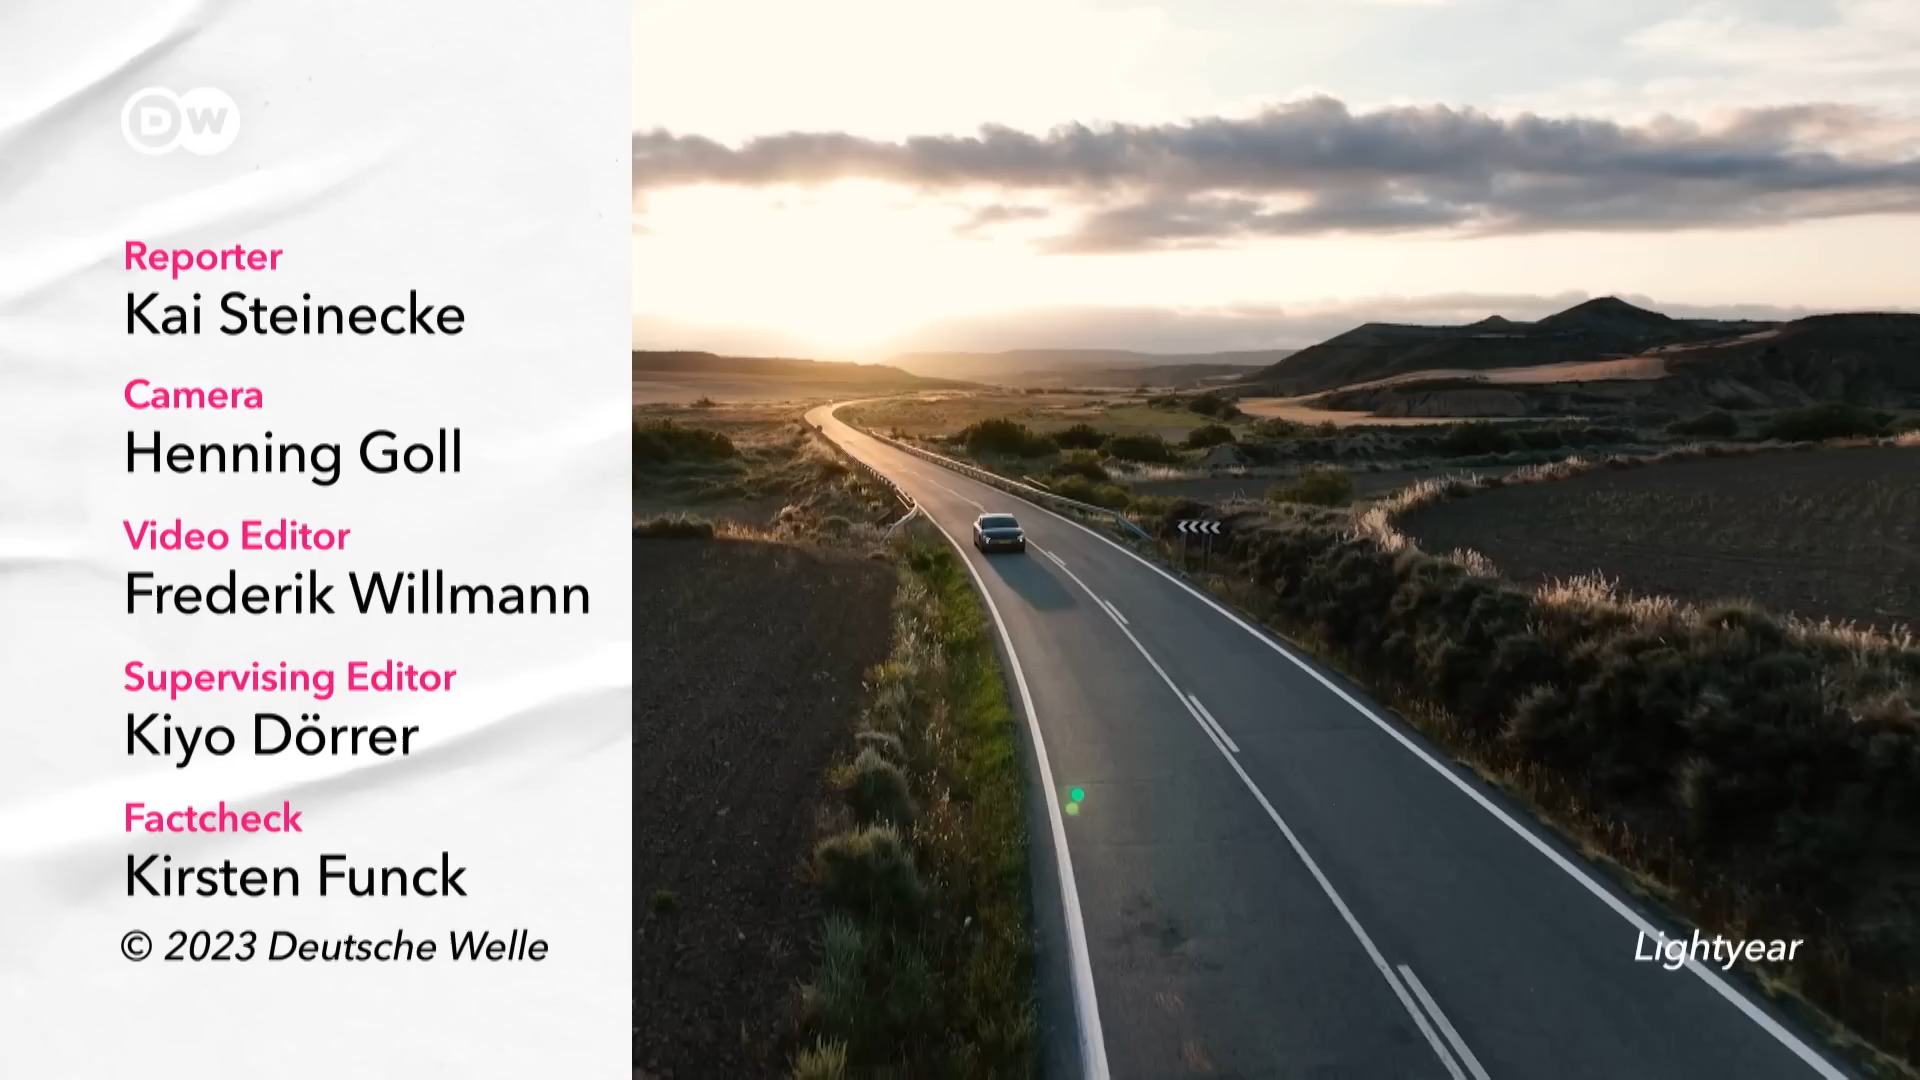 DW
Reporter
Kai Steinecke
Camera
Henning Goll
Video Editor
Frederik Willmann
Supervising Editor
Kiyo Dörrer
Factcheck
Kirsten Funck
© 2023 Deutsche Welle
Lightyear